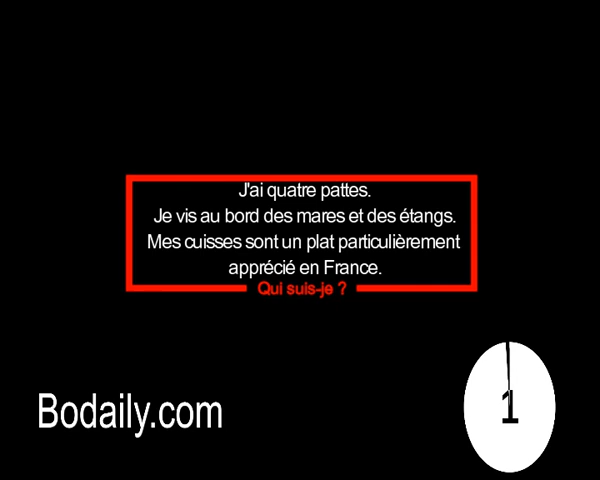 J'ai quatre pattes.
Je vis au bord des mares et des étangs.
Mes cuisses sont un plat particulièrement
apprécié en France.
Qui suis-je ?
Bodaily.com
1